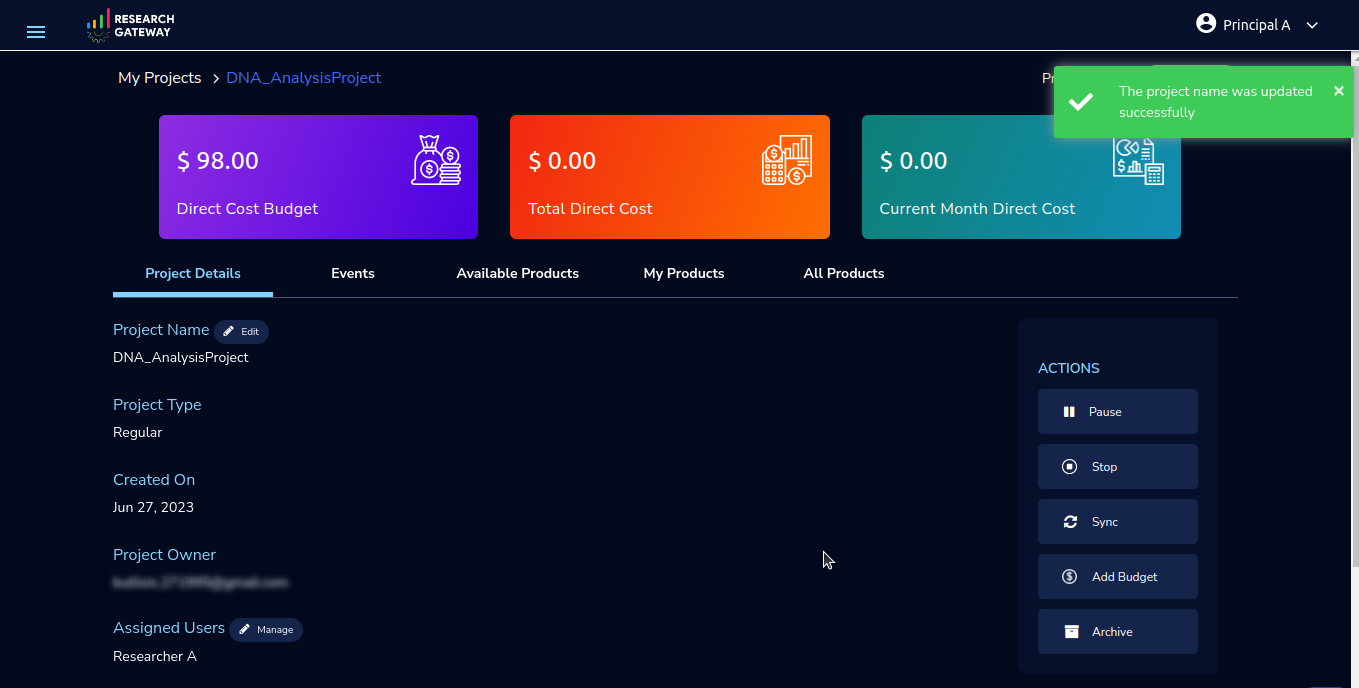 RESEARCH
GATEWAY
Principal A
My Projects > DNA_AnalysisProject
The project name was updated
successfully
$ 98.00
Direct Cost Budget
$ 0.00
Total Direct Cost
$ 0.00
Current Month Direct Cost
Project Details
Events
Available Products
My Products
All Products
Project Name
Edit
DNA_AnalysisProject
Project Type
Regular
Created On
Jun 27, 2023
Project Owner
Assigned Users
Manage
Researcher A
ACTIONS
Pause
Stop
Sync
Add Budget
Archive